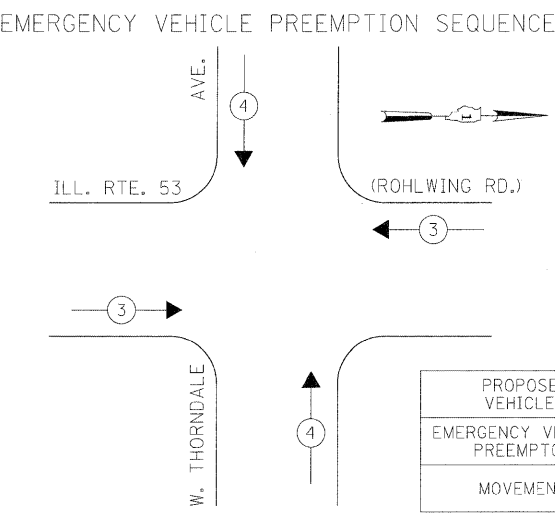 EMERGENCY VEHICLE PREEMPTION SEQUENCE
AVE.
4
ILL. RTE. 53
(ROHLWING RD.)
3
3
W. THORNDALE
4
PROPOSE
VEHICLE
EMERGENCY V
PREEMPTO
MOVEMEN